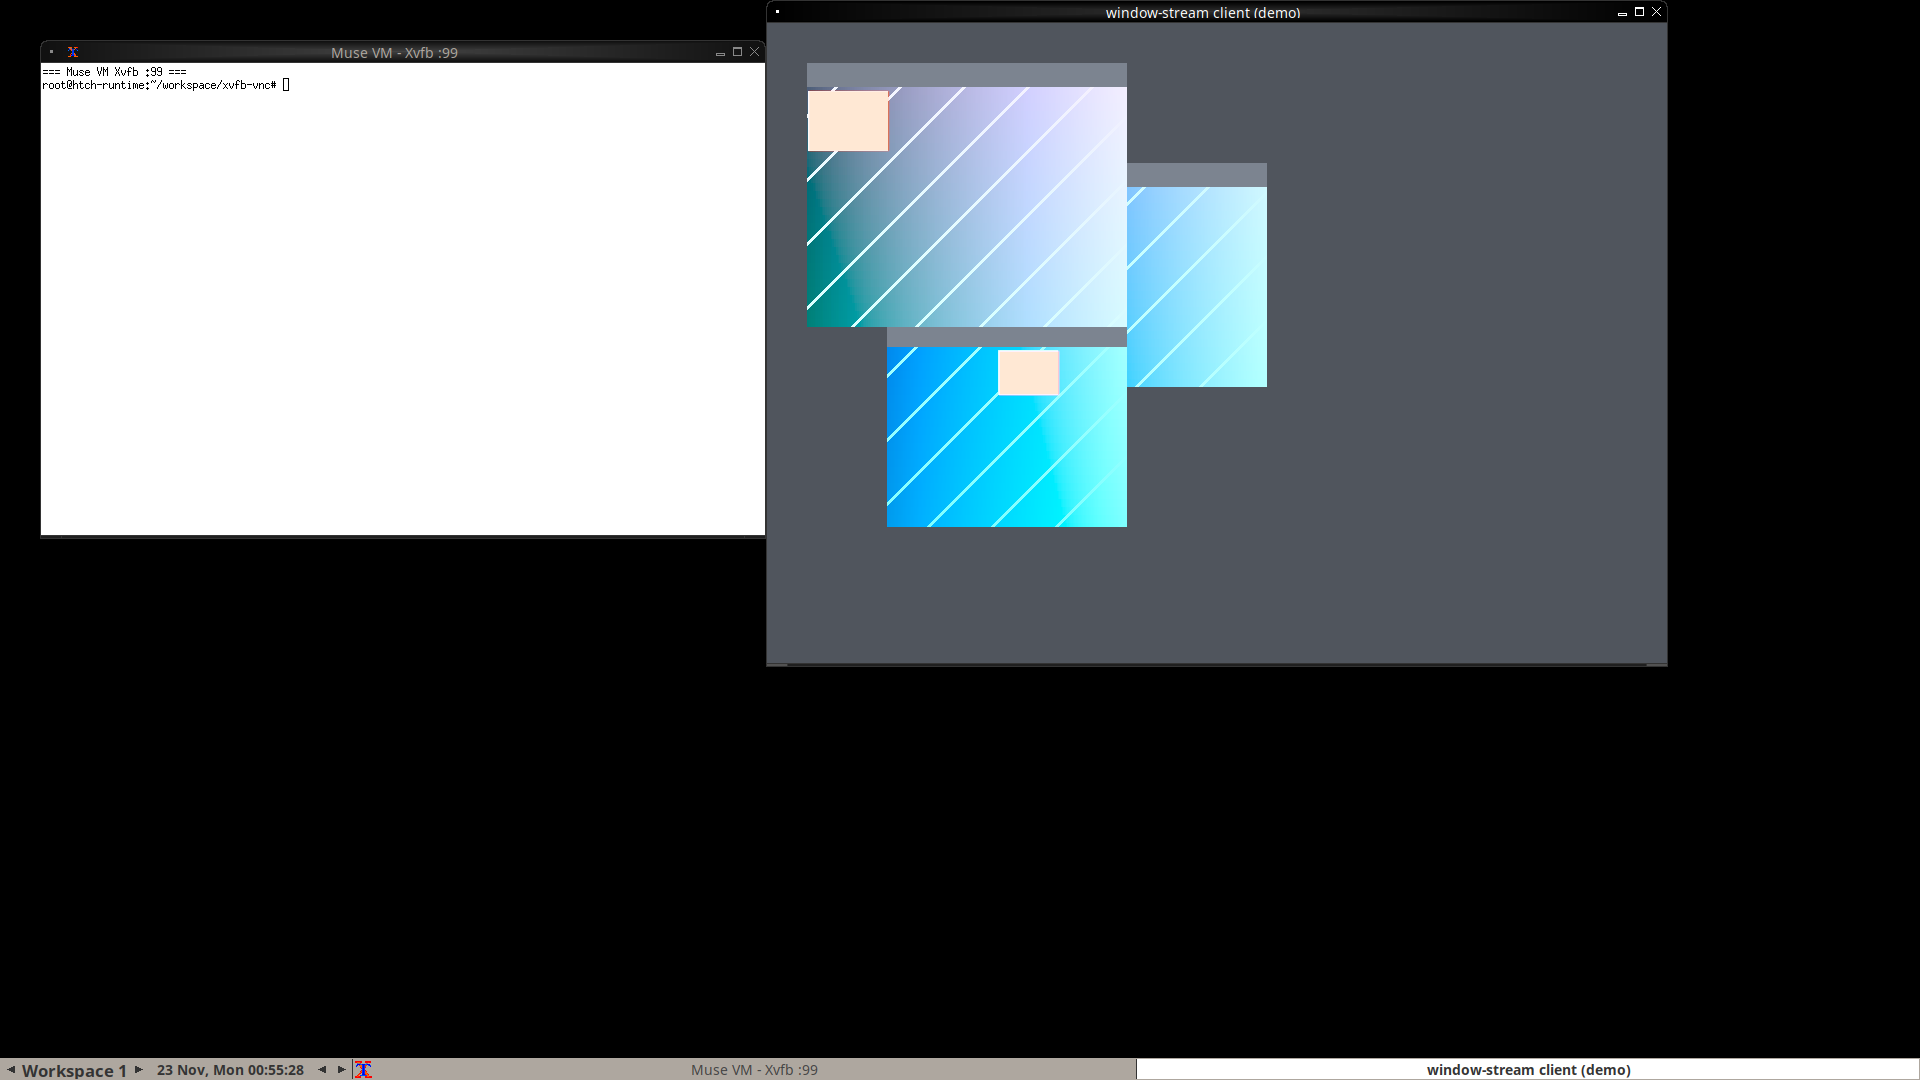 window-stream client (demo)
Muse VM - Xvfb :99
=== Muse VM Xvfb :99 ===
root@htch-runtime:~/workspace/xvfb-vnc#
Workspace 1
23 Nov, Mon 00:55:28
Muse VM - Xvfb :99
window-stream client (demo)